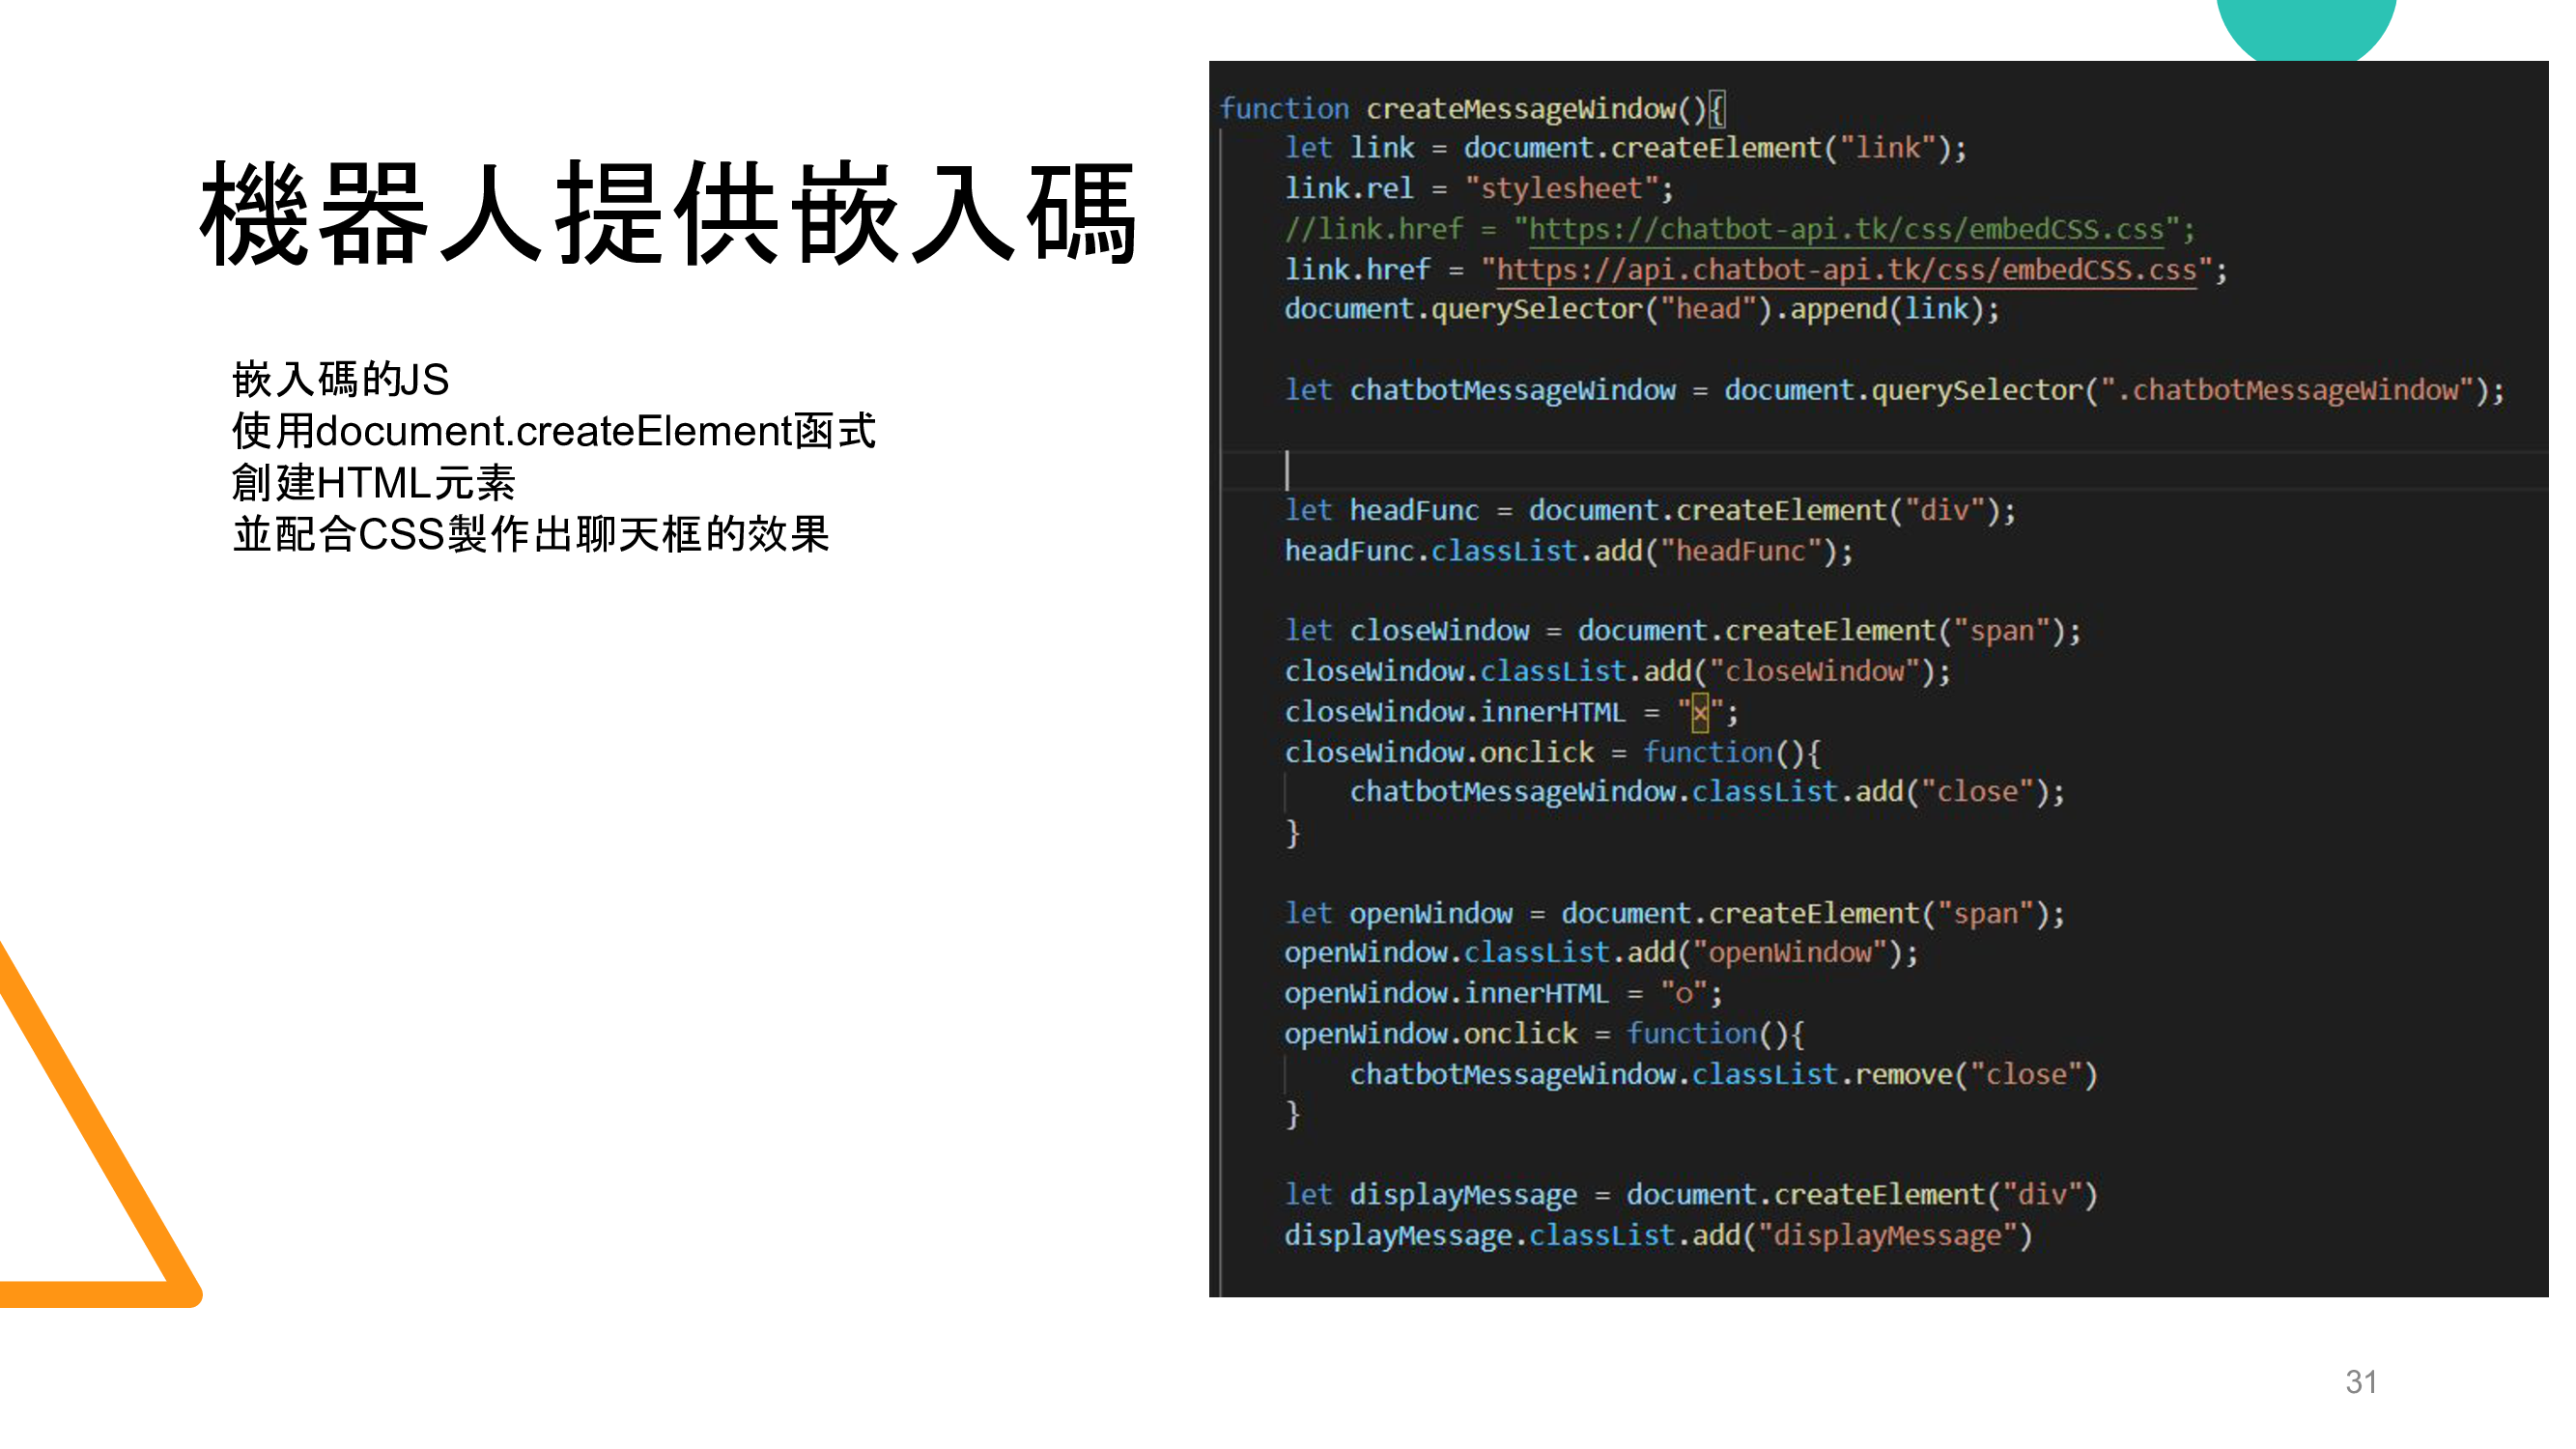 機器人提供嵌入碼
嵌入碼的JS
使用document.createElement函式
創建HTML元素
並配合CSS製作出聊天框的效果
function createMessageWindow(){
    let link = document.createElement("link");
    link.rel = "stylesheet";
    //link.href = "https://chatbot-api.tk/css/embedCSS.css";
    link.href = "https://api.chatbot-api.tk/css/embedCSS.css";
    document.querySelector("head").append(link);
    let chatbotMessageWindow = document.querySelector(".chatbotMessageWindow");
    let headFunc = document.createElement("div");
    headFunc.classList.add("headFunc");
    let closeWindow = document.createElement("span");
    closeWindow.classList.add("closeWindow");
    closeWindow.innerHTML = "×";
    closeWindow.onclick = function(){
        chatbotMessageWindow.classList.add("close");
    }
    let openWindow = document.createElement("span");
    openWindow.classList.add("openWindow");
    openWindow.innerHTML = "o";
    openWindow.onclick = function(){
        chatbotMessageWindow.classList.remove("close")
    }
    let displayMessage = document.createElement("div")
    displayMessage.classList.add("displayMessage")
31